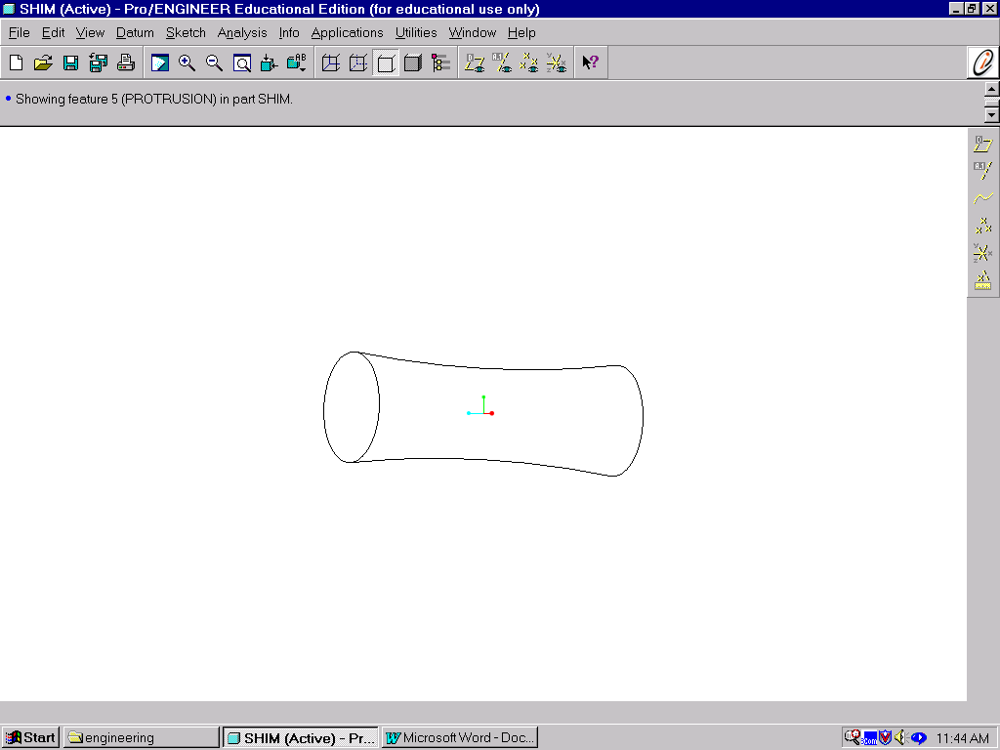 SHIM (Active) - Pro/ENGINEER Educational Edition (for educational use only)
File Edit View Datum Sketch Analysis Info Applications Utilities Window Help
• Showing feature 5 (PROTRUSION) in part SHIM.
Start engineering SHIM (Active) - Pr... Microsoft Word - Doc... 11:44 AM